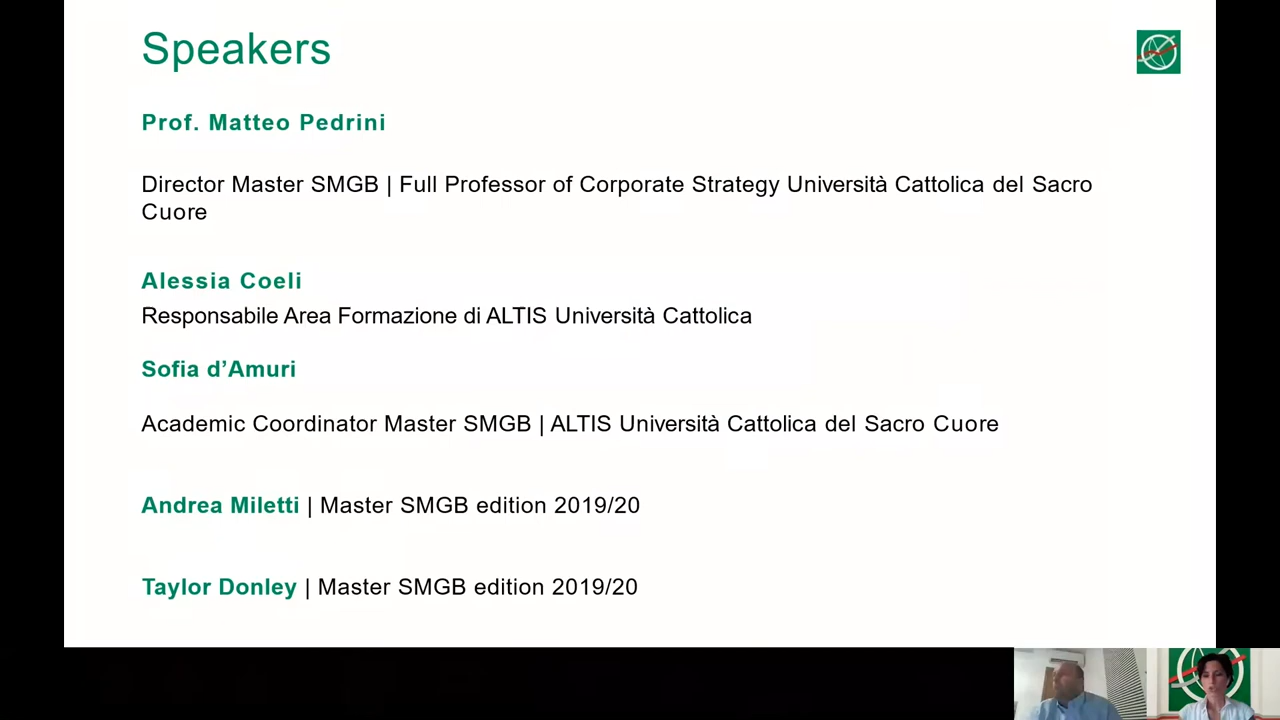 Speakers
Prof. Matteo Pedrini
Director Master SMGB | Full Professor of Corporate Strategy Università Cattolica del Sacro
Cuore
Alessia Coeli
Responsabile Area Formazione di ALTIS Università Cattolica
Sofia d’Amuri
Academic Coordinator Master SMGB | ALTIS Università Cattolica del Sacro Cuore
Andrea Miletti | Master SMGB edition 2019/20
Taylor Donley | Master SMGB edition 2019/20